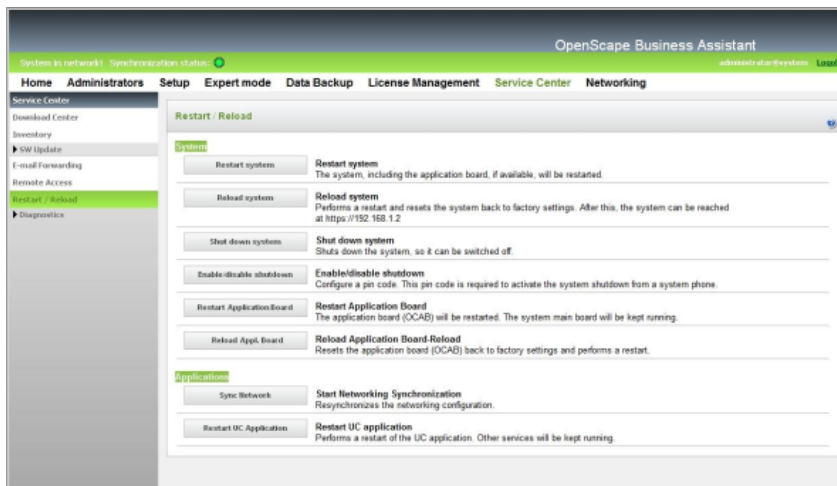 OpenScape Business Assistant
System in network! Synchronization status:
administrator@system Logoff
Home Administrators Setup Expert mode Data Backup License Management Service Center Networking
Service Center
Download Center
Inventory
SW Update
E-mail Forwarding
Remote Access
Restart / Reload
Diagnostics
Restart / Reload
System
Restart system
Restart system
The system, including the application board, if available, will be restarted.
Reload system
Reload system
Performs a restart and resets the system back to factory settings. After this, the system can be reached
at https://192.168.1.2
Shut down system
Shut down system
Shuts down the system, so it can be switched off.
Enable/disable shutdown
Enable/disable shutdown
Configure a pin code. This pin code is required to activate the system shutdown from a system phone.
Restart Application Board
Restart Application Board
The application board (OCAB) will be restarted. The system main board will be kept running.
Reload Appl. Board
Reload Application Board-Reload
Resets the application board (OCAB) back to factory settings and performs a restart.
Applications
Sync Network
Start Networking Synchronization
Resynchronizes the networking configuration.
Restart UC Application
Restart UC application
Performs a restart of the UC application. Other services will be kept running.